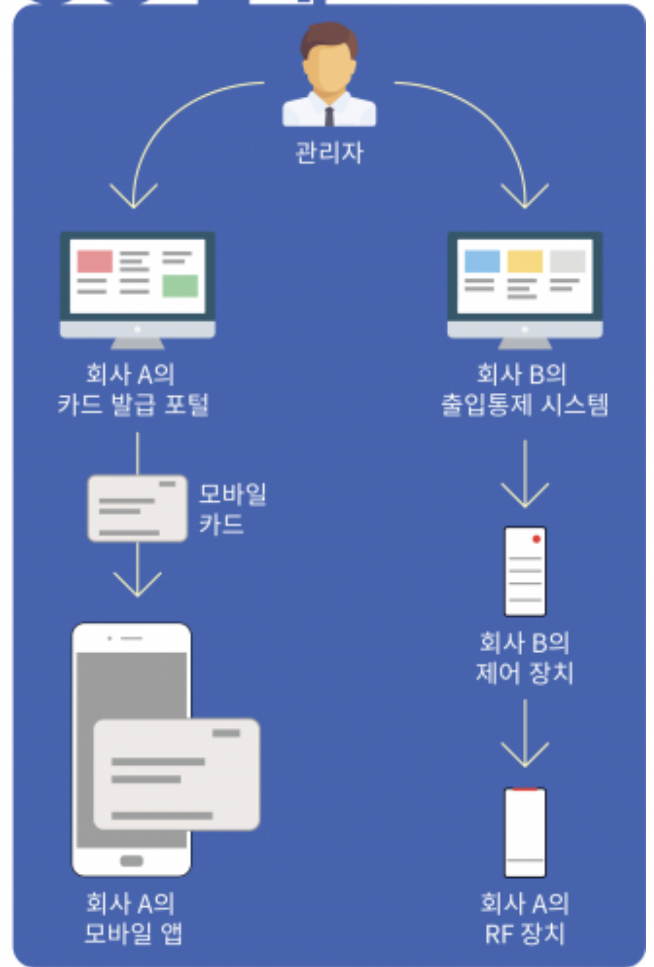 관리자
회사 A의
카드 발급 포털
회사 B의
출입통제 시스템
모바일
카드
회사 B의
제어 장치
회사 A의
모바일 앱
회사 A의
RF 장치